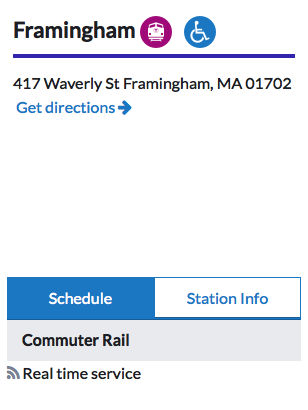 Framingham
417 Waverly St Framingham, MA 01702
Get directions
Schedule
Station Info
Commuter Rail
Real time service